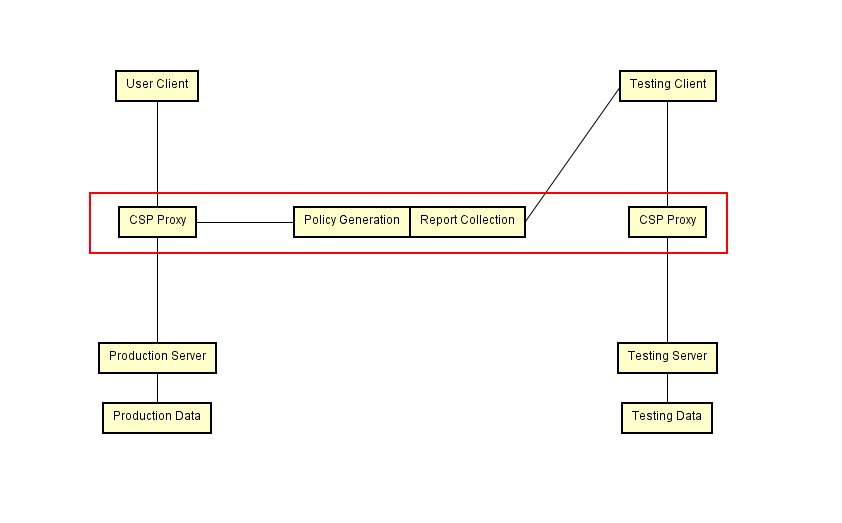 User Client
Testing Client
CSP Proxy
Policy Generation
Report Collection
CSP Proxy
Production Server
Testing Server
Production Data
Testing Data